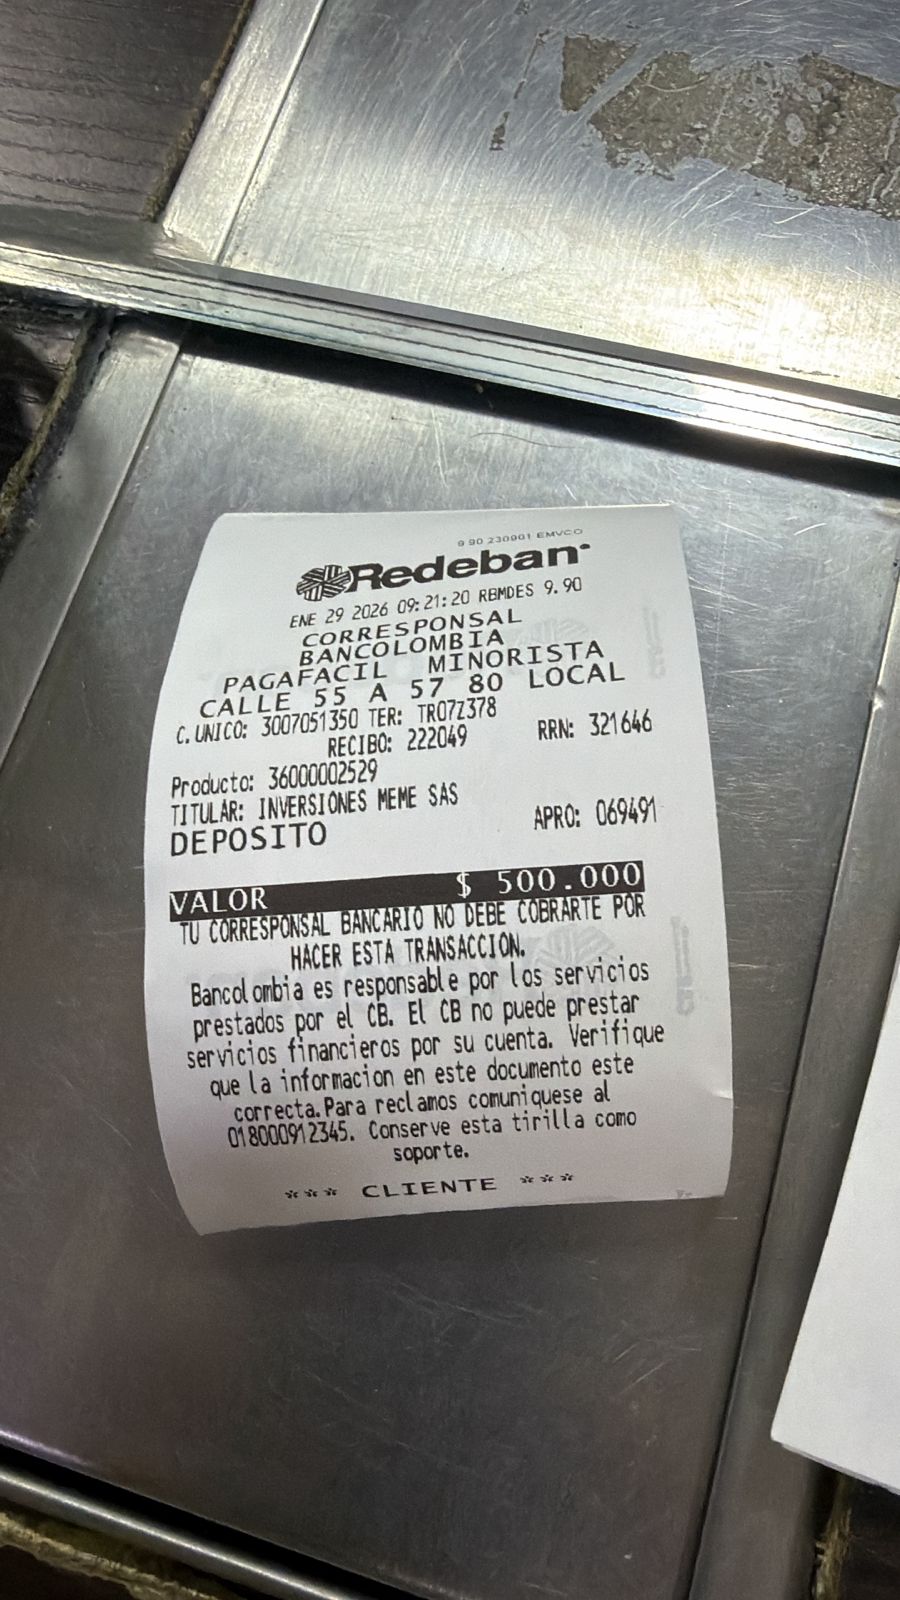 9 90 230901 EMVCO
Redeban
ENE 29 2026 09:21:20 RBMDES 9.90
CORRESPONSAL
BANCOLOMBIA
PAGAFACIL MINORISTA
CALLE 55 A 57 80 LOCAL
C. UNICO: 3007051350 TER: TR07Z378
RECIBO: 222049 RRN: 321646
Producto: 36000002529
TITULAR: INVERSIONES MEME SAS
DEPOSITO APRO: 069491
VALOR $ 500.000
TU CORRESPONSAL BANCARIO NO DEBE COBRARTE POR
HACER ESTA TRANSACCION.
Bancolombia es responsable por los servicios
prestados por el CB. El CB no puede prestar
servicios financieros por su cuenta. Verifique
que la informacion en este documento este
correcta.Para reclamos comuniquese al
018000912345. Conserve esta tirilla como
soporte.
*** CLIENTE ***